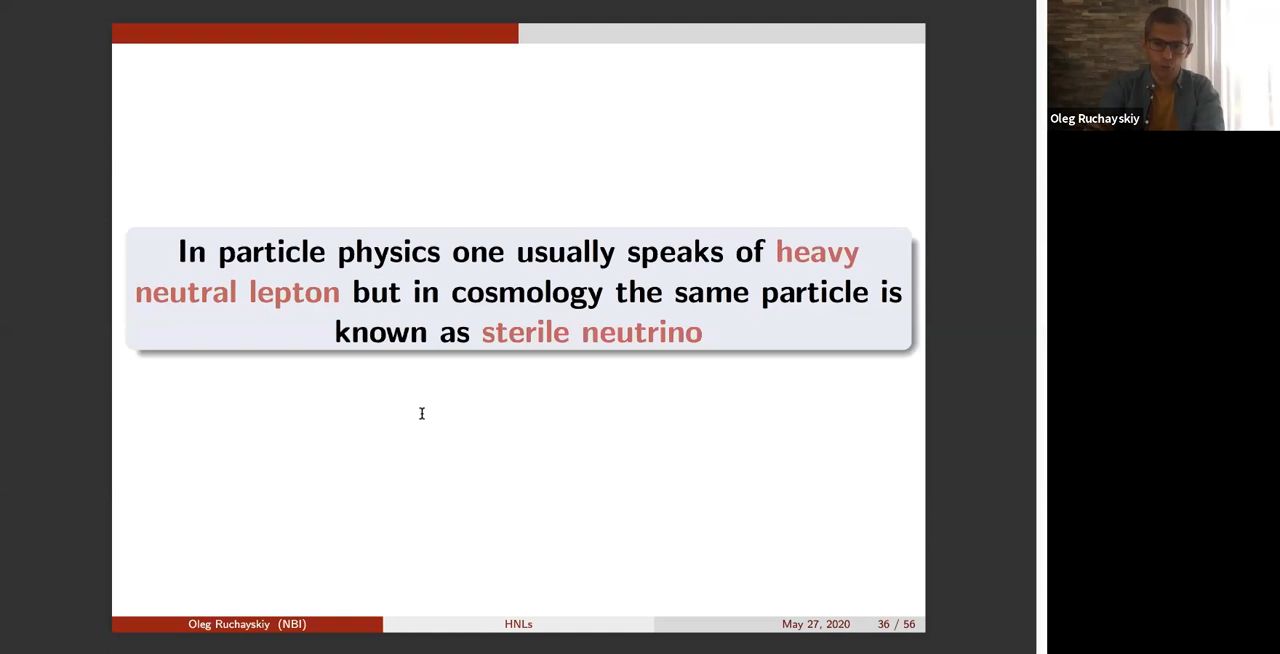 In particle physics one usually speaks of heavy
neutral lepton but in cosmology the same particle is
known as sterile neutrino
Oleg Ruchayskiy (NBI) HNLs May 27, 2020 36 / 56
Oleg Ruchayskiy